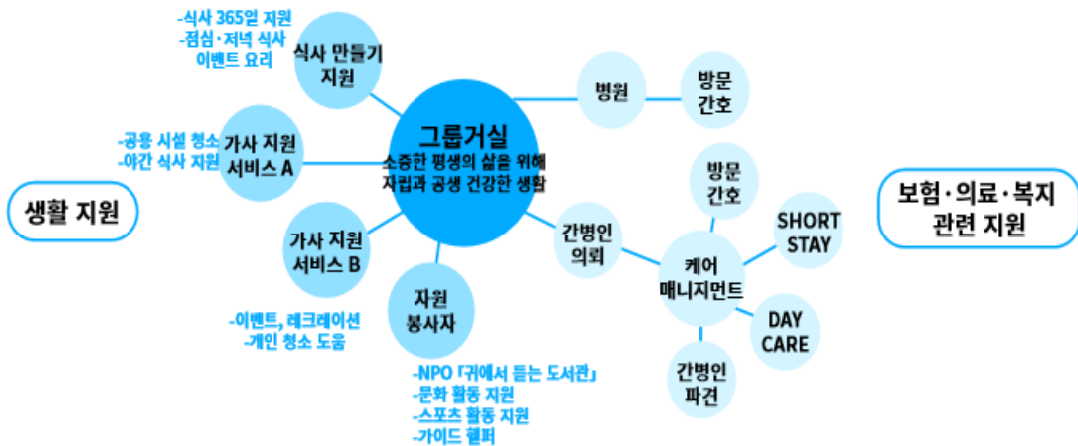 -식사 365일 지원
-점심·저녁 식사
이벤트 요리
식사 만들기
지원
-공용 시설 청소
-야간 식사 지원
가사 지원
서비스 A
생활 지원
가사 지원
서비스 B
-이벤트, 레크레이션
-개인 청소 도움
자원
봉사자
-NPO「귀에서 듣는 도서관」
-문화 활동 지원
-스포츠 활동 지원
-가이드 헬퍼
그룹거실
소중한 평생의 삶을 위해
자립과 공생 건강한 생활
병원
방문
간호
간병인
의뢰
케어
매니지먼트
방문
간호
SHORT
STAY
DAY
CARE
간병인
파견
보험·의료·복지
관련 지원